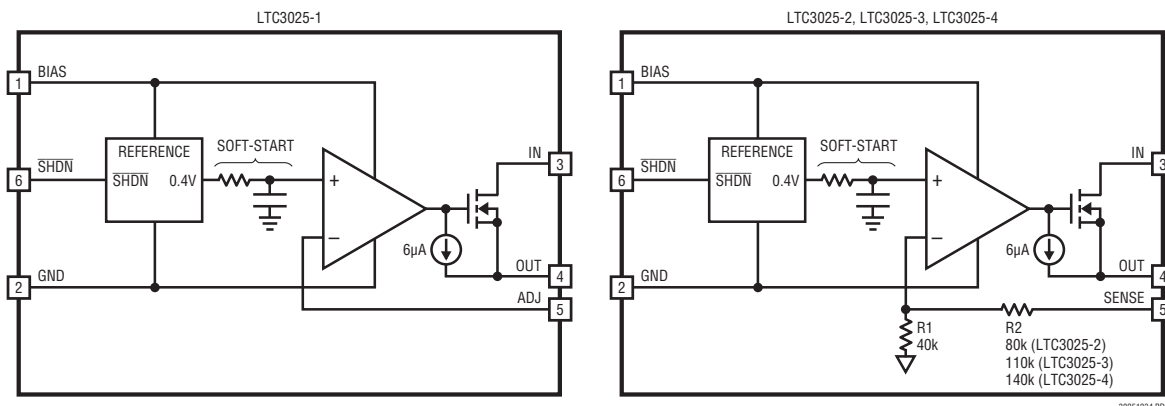 LTC3025-1
1
BIAS
REFERENCE
SHDN
0.4V
SOFT-START
6
SHDN
+
–
IN
3
6µA
OUT
4
2
GND
ADJ
5
LTC3025-2, LTC3025-3, LTC3025-4
1
BIAS
REFERENCE
SHDN
0.4V
SOFT-START
6
SHDN
+
–
IN
3
6µA
OUT
4
2
GND
SENSE
5
R1
40k
R2
80k (LTC3025-2)
110k (LTC3025-3)
140k (LTC3025-4)